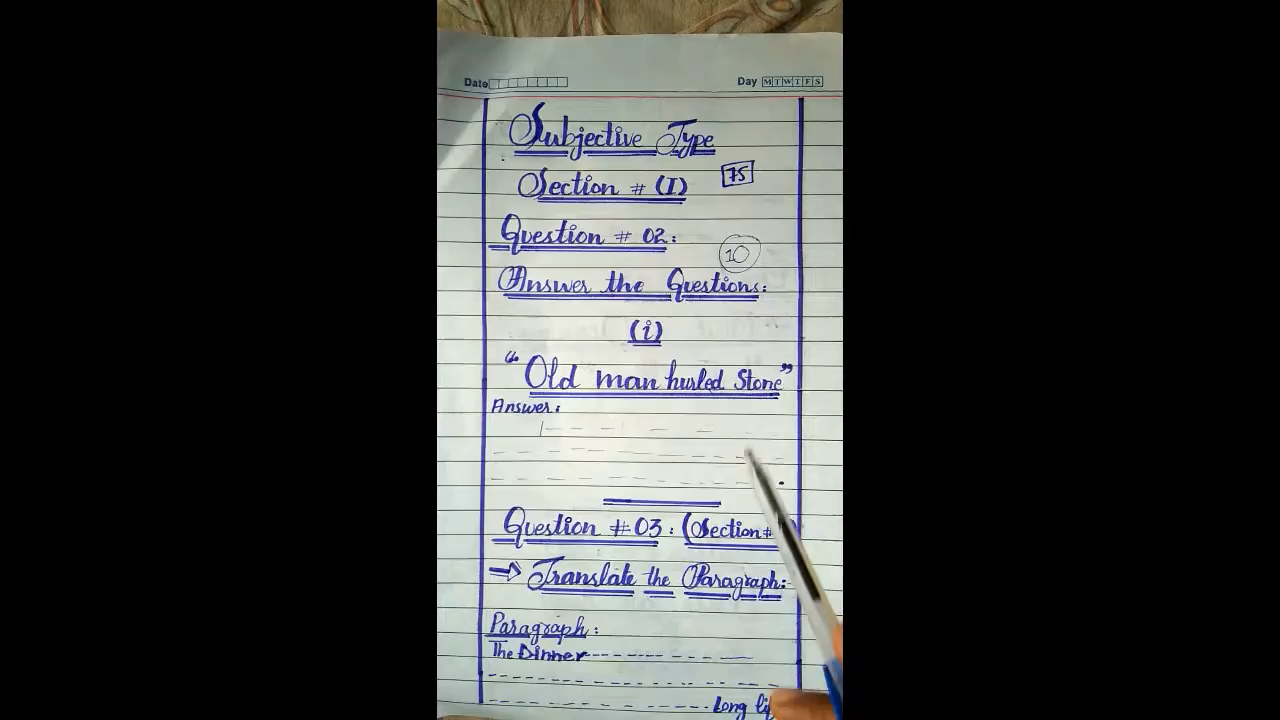 Date Day M T W T F S
Subjective Type
Section # (I) 75
Question # 02:
10
Answer the Questions:
(i)
"Old man hurled Stone"
Answer:
Question # 03: (Section #
⇒ Translate the Paragraph:-
Paragraph:
The Dinner
Long